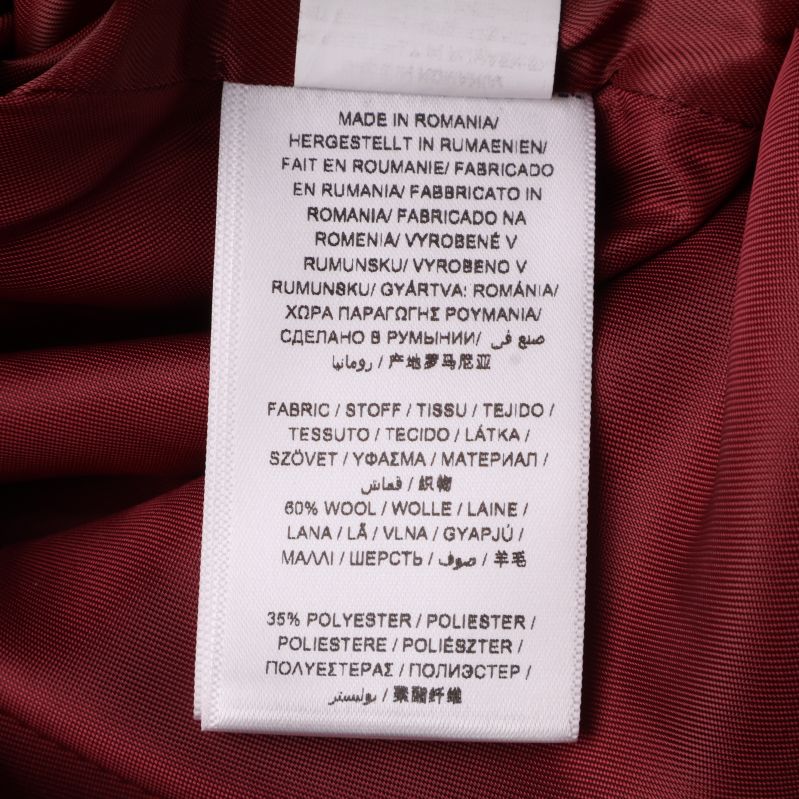 MADE IN ROMANIA/
HERGESTELLT IN RUMAENIEN/
FAIT EN ROUMANIE/ FABRICADO
EN RUMANIA/ FABBRICATO IN
ROMANIA/ FABRICADO NA
ROMENIA/ VYROBENÉ V
RUMUNSKU/ VYROBENO V
RUMUNSKU/ GYÁRTVA: ROMÁNIA/
ΧΩΡΑ ΠΑΡΑΓΩΓΗΣ ΡΟΥΜΑΝΙΑ/
СДЕЛАНО В РУМЫНИИ/ صنع في
رومانيا / 产地罗马尼亚
FABRIC / STOFF / TISSU / TEJIDO /
TESSUTO / TECIDO / LÁTKA /
SZÖVET / ΥΦΑΣΜΑ / МАТЕРИАЛ /
قماش / 织物
60% WOOL / WOLLE / LAINE /
LANA / LÃ / VLNA / GYAPJÚ /
ΜΑΛΛΙ / ШЕРСТЬ / صوف / 羊毛
35% POLYESTER / POLIESTER /
POLIESTERE / POLIÉSZTER /
ΠΟΛΥΕΣΤΕΡΑΣ / ПОЛИЭСТЕР /
بوليستر / 聚酯纤维